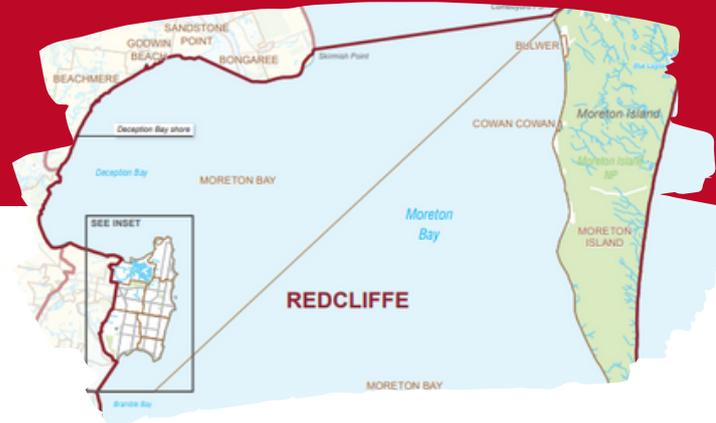 SANDSTONE
POINT
GODWIN
BEACH
BONGAREE
BEACHMERE
Skirmish Point
BULWER
Deception Bay shore
COWAN COWAN
Moreton Island
Moreton Island
NP
Deception Bay
MORETON BAY
Moreton
Bay
SEE INSET
MORETON
ISLAND
REDCLIFFE
MORETON BAY
Bramble Bay